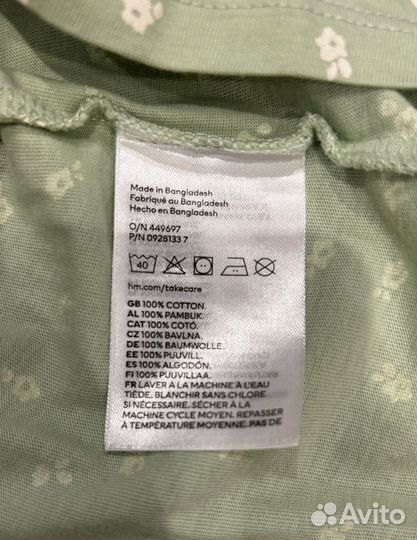 Made in Bangladesh
Fabriqué au Bangladesh
Hecho en Bangladesh
O/N 449697
P/N 0928133 7
40
hm.com/takecare
GB 100% COTTON.
AL 100% PAMBUK.
CAT 100% COTÓ.
CZ 100% BAVLNA.
DE 100% BAUMWOLLE.
EE 100% PUUVILL.
ES 100% ALGODÓN.
FI 100% PUUVILLAA.
FR LAVER À LA MACHINE À L'EAU
TIÈDE. BLANCHIR SANS CHLORE
SI NÉCESSAIRE. SÉCHER À LA
MACHINE CYCLE MOYEN. REPASSER
À TEMPÉRATURE MOYENNE. PAS DE
Avito